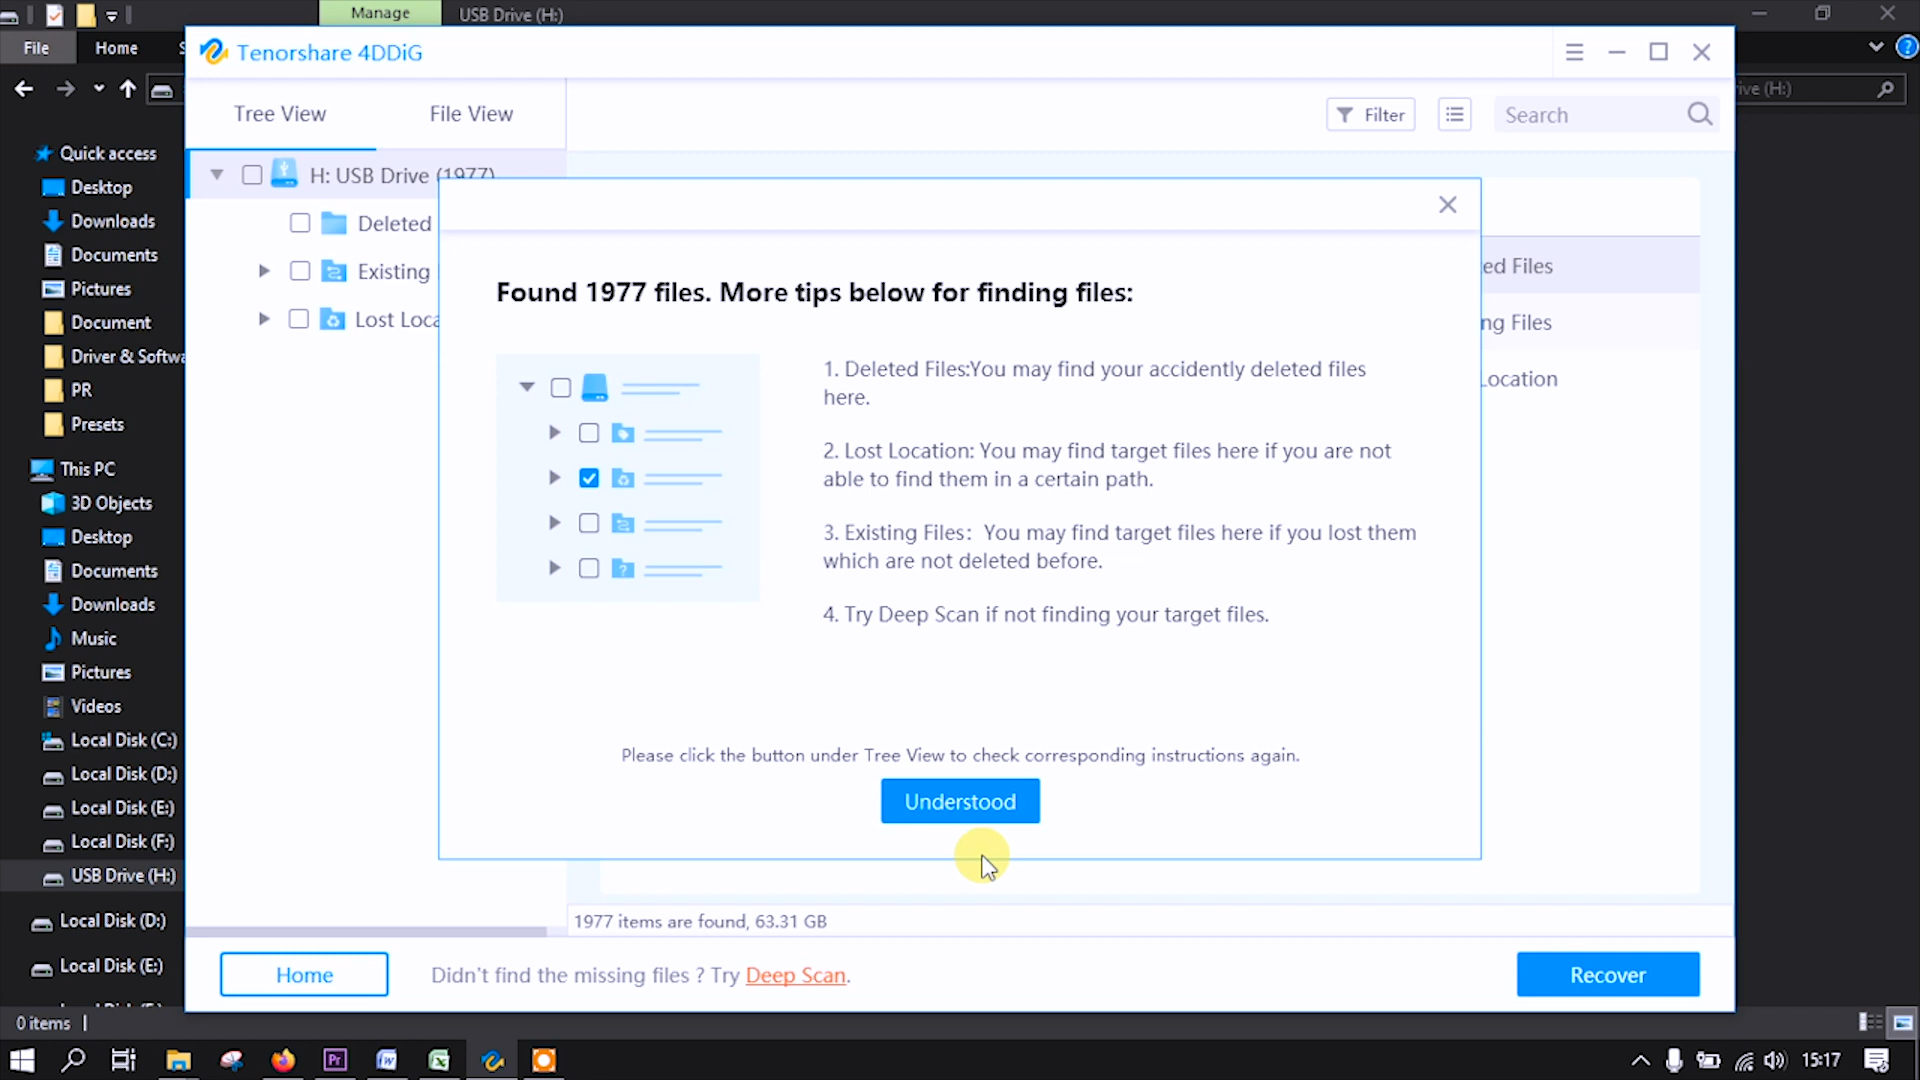 Manage
USB Drive (H:)
File
Home
Tenorshare 4DDiG
Tree View
File View
Filter
Search
ive (H:)
Quick access
Desktop
Downloads
Documents
Pictures
Document
Driver & Softwa
PR
Presets
This PC
3D Objects
Desktop
Documents
Downloads
Music
Pictures
Videos
Local Disk (C:)
Local Disk (D:)
Local Disk (E:)
Local Disk (F:)
USB Drive (H:)
Local Disk (D:)
Local Disk (E:)
0 items
H: USB Drive (1977)
Deleted
Existing
Lost Loca
ed Files
ng Files
Location
Found 1977 files. More tips below for finding files:
1. Deleted Files:You may find your accidently deleted files
here.
2. Lost Location: You may find target files here if you are not
able to find them in a certain path.
3. Existing Files: You may find target files here if you lost them
which are not deleted before.
4. Try Deep Scan if not finding your target files.
Please click the button under Tree View to check corresponding instructions again.
Understood
1977 items are found, 63.31 GB
Home
Didn't find the missing files ? Try Deep Scan.
Recover
15:17